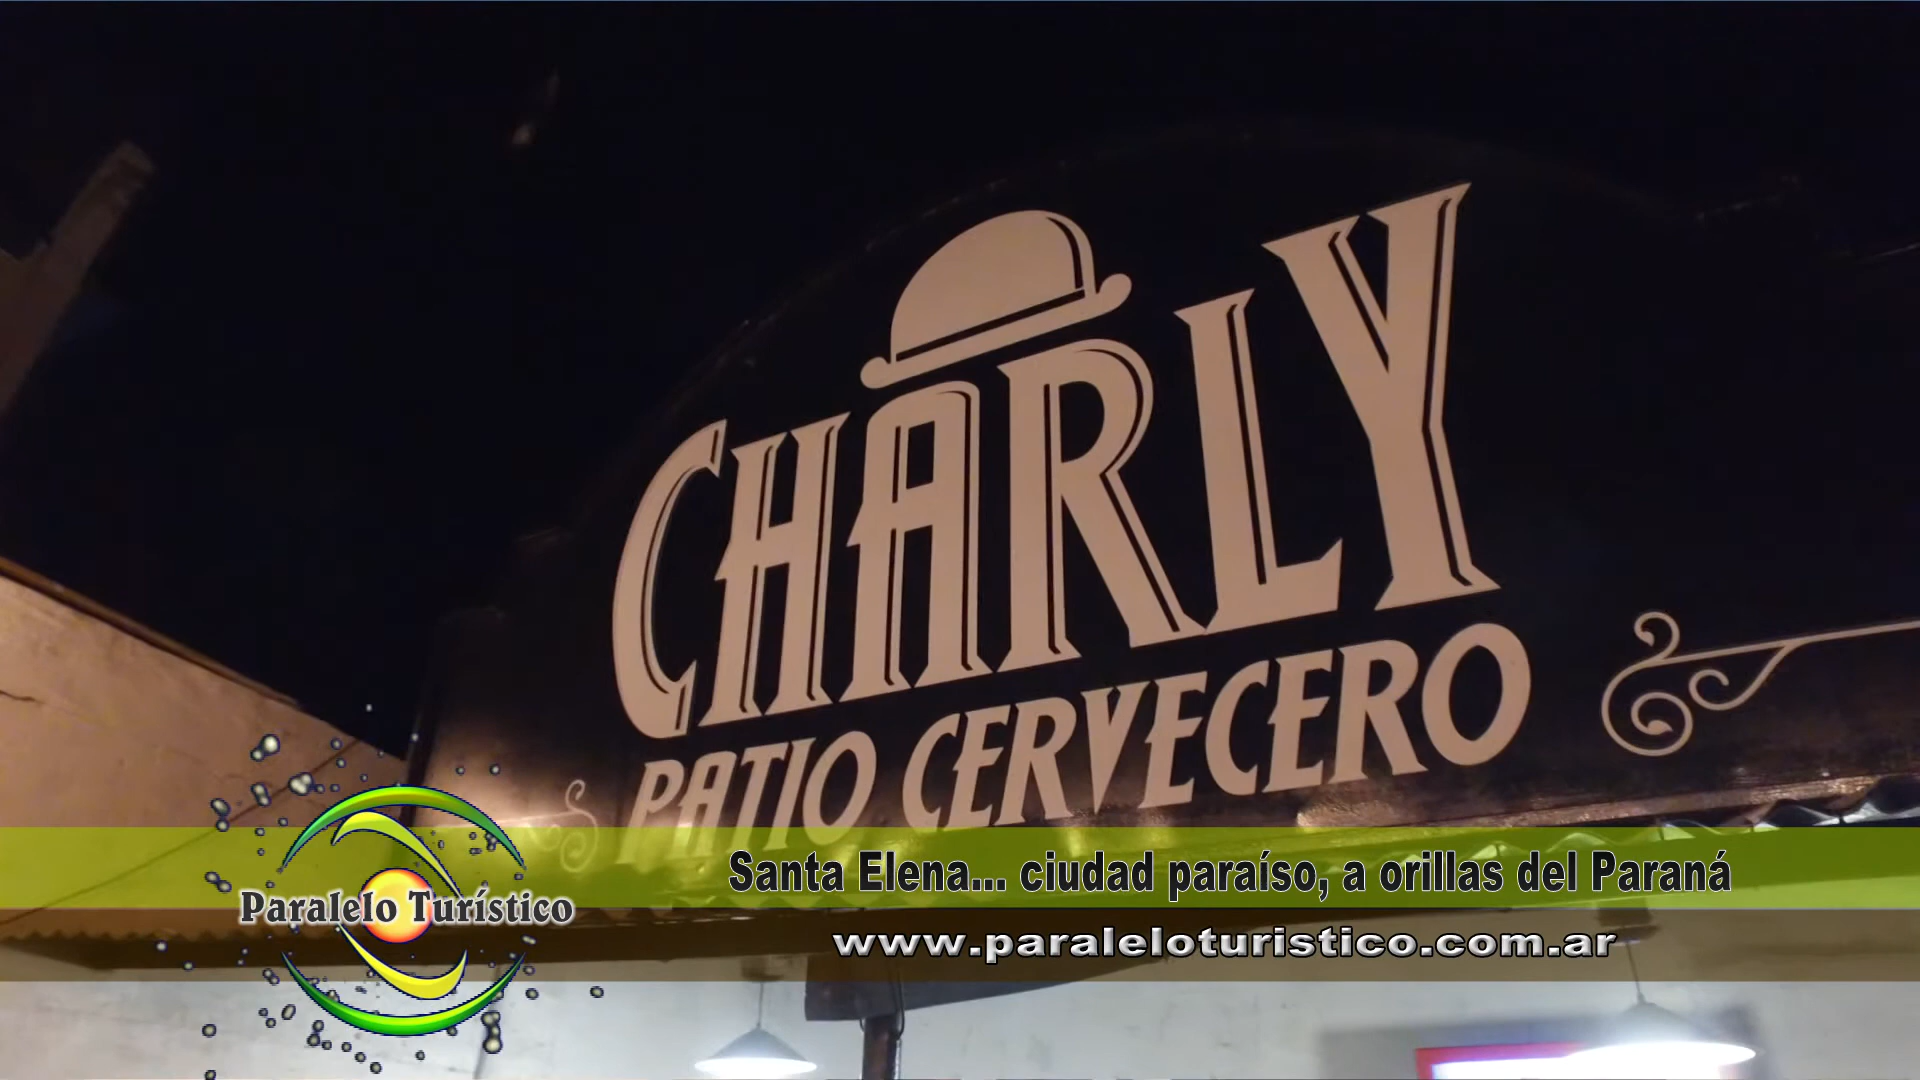 CHARLY
PATIO CERVECERO
Santa Elena... ciudad paraíso, a orillas del Paraná
Paralelo Turístico
www.paraleloturistico.com.ar